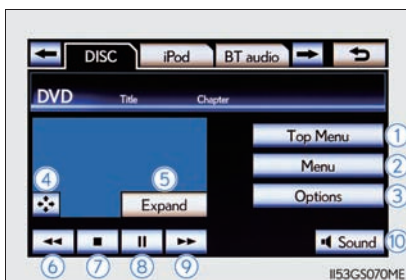 DISC iPod BT audio
DVD Title Chapter
Top Menu 1
Menu 2
4 5 Options 3
Expand
Sound 10
6 7 8 9
II53GS070ME